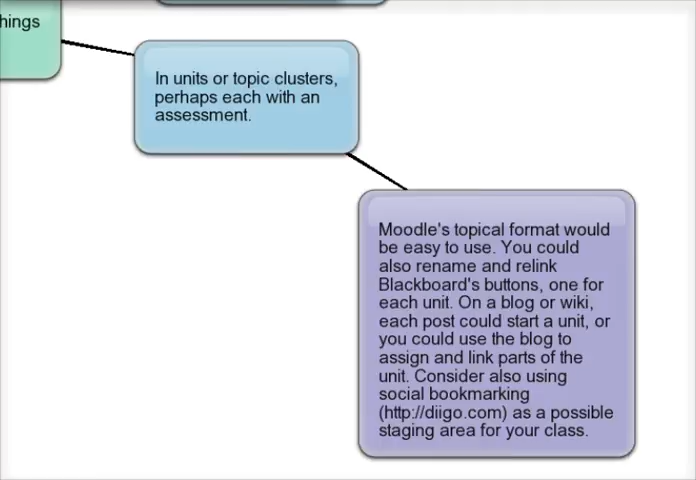 hings
In units or topic clusters,
perhaps each with an
assessment.
Moodle's topical format would
be easy to use. You could
also rename and relink
Blackboard's buttons, one for
each unit. On a blog or wiki,
each post could start a unit, or
you could use the blog to
assign and link parts of the
unit. Consider also using
social bookmarking
(http://diigo.com) as a possible
staging area for your class.